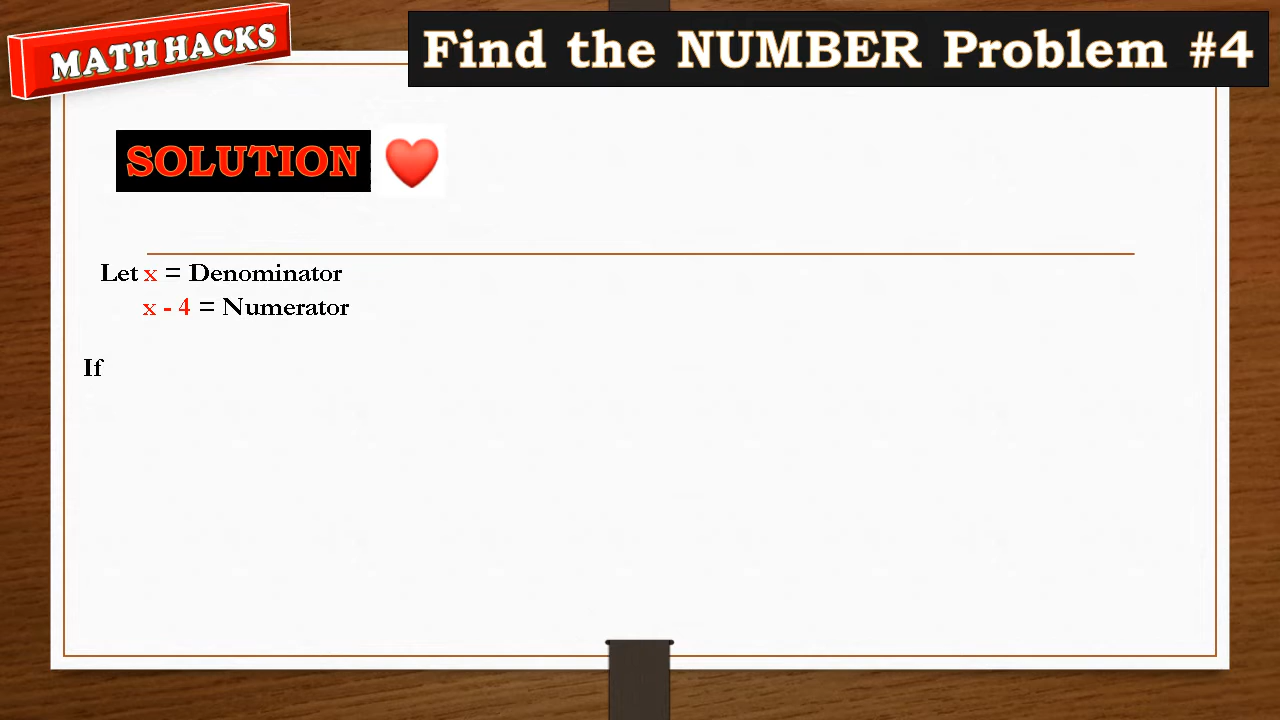 MATH HACKS
Find the NUMBER Problem #4
SOLUTION
Let x = Denominator
x - 4 = Numerator
If